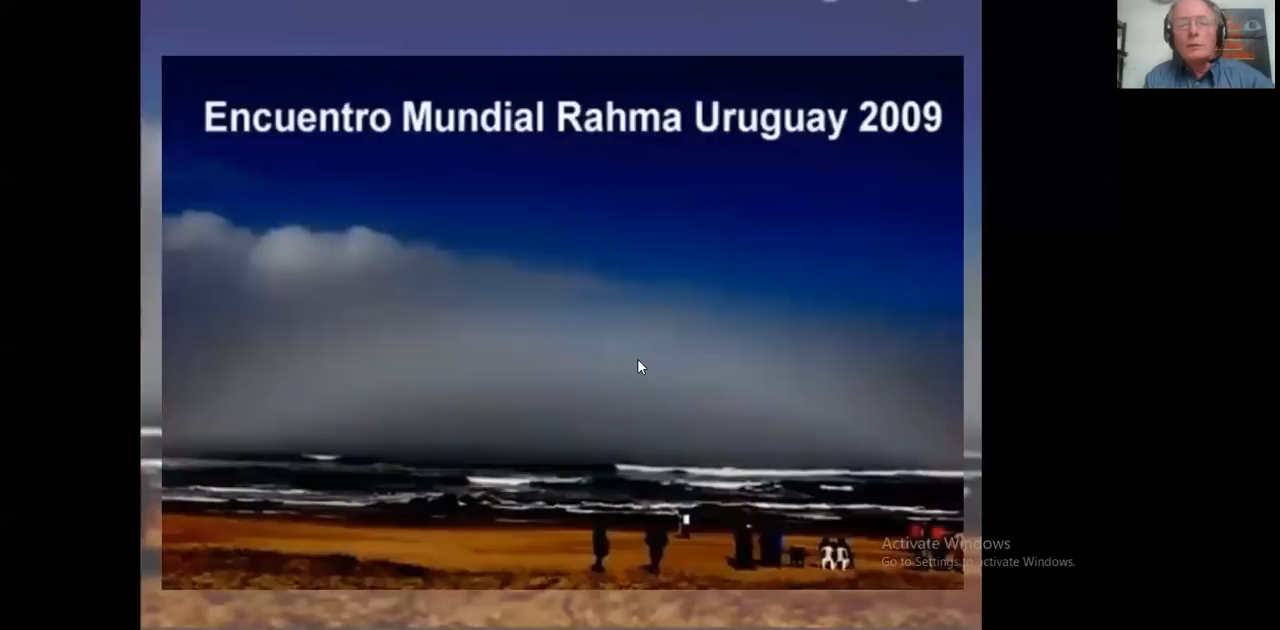 Encuentro Mundial Rahma Uruguay 2009
Activate Windows
Go to Settings to activate Windows.